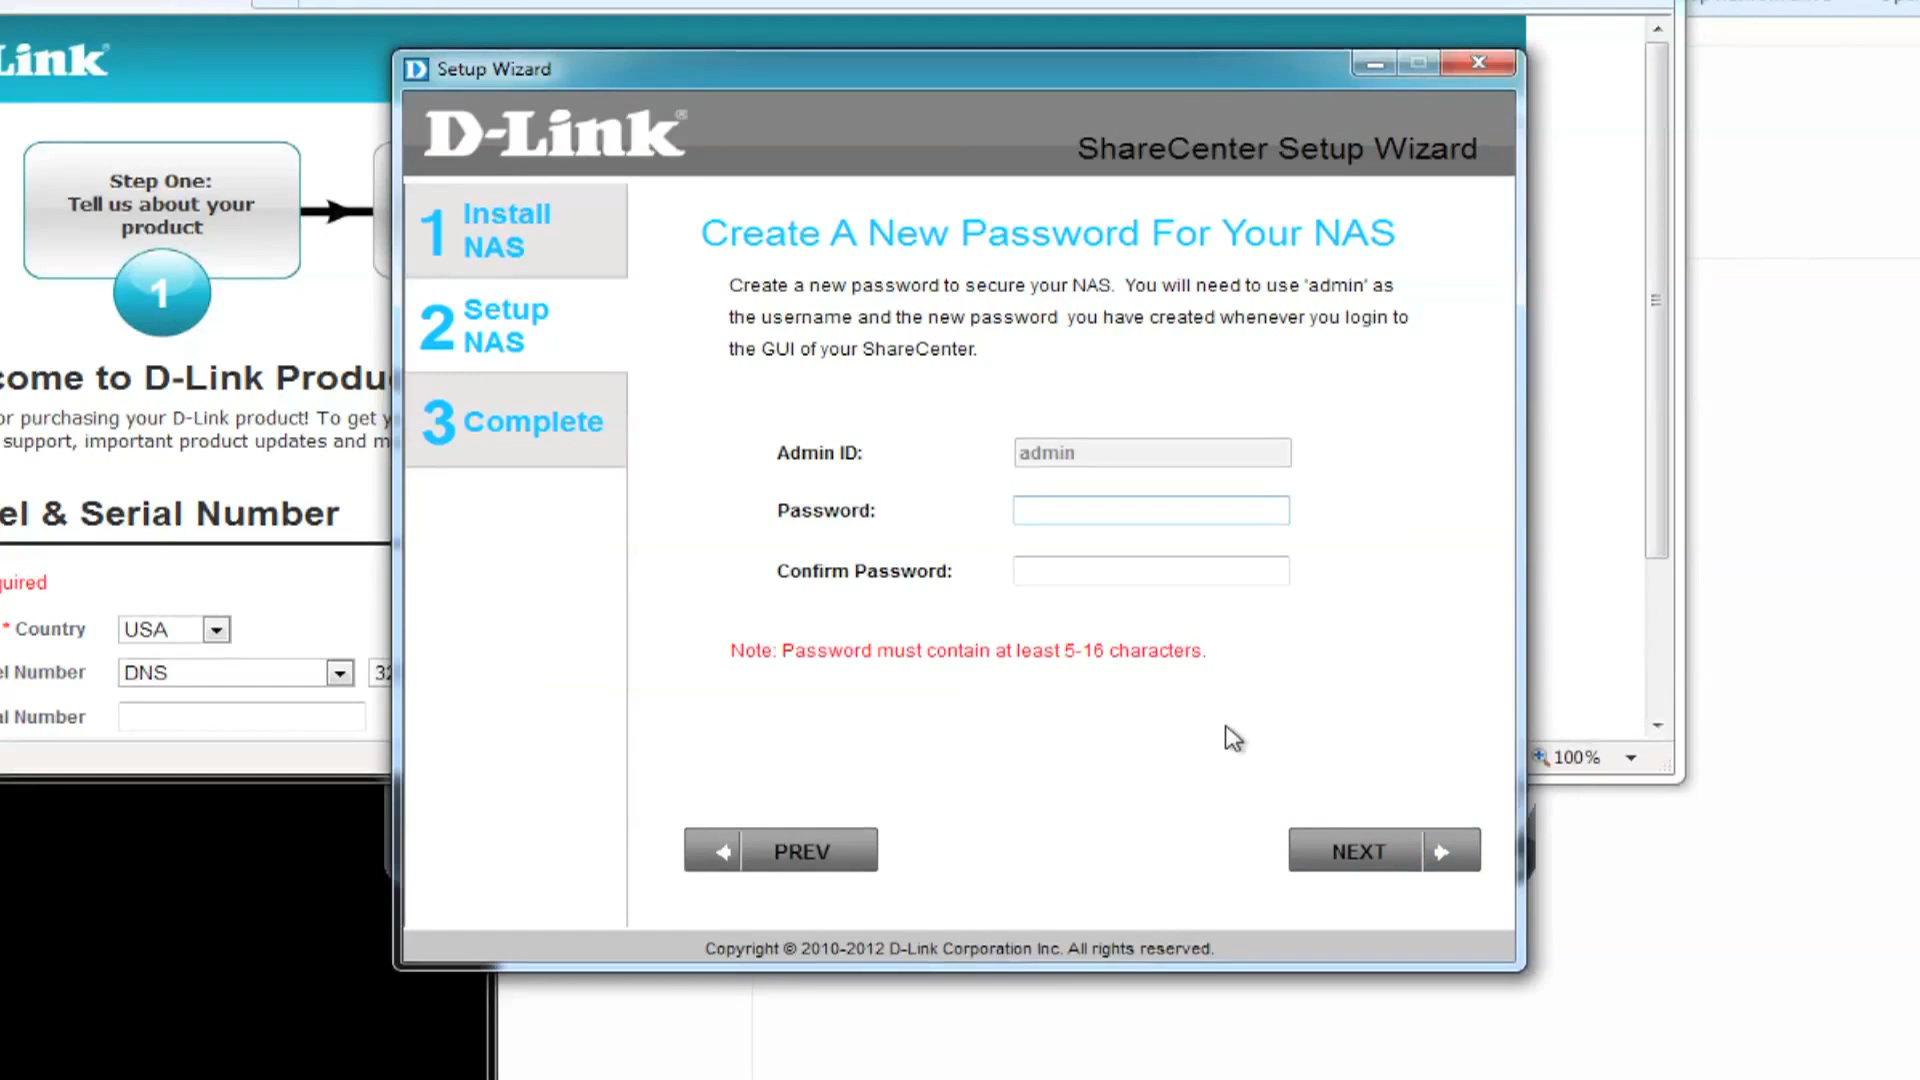 Link®
Step One:
Tell us about your
product
1
come to D-Link Produ
or purchasing your D-Link product! To get y
support, important product updates and m
el & Serial Number
quired
* Country USA
el Number DNS 32
al Number
Setup Wizard
D-Link®
ShareCenter Setup Wizard
1 Install
NAS
2 Setup
NAS
3 Complete
Create A New Password For Your NAS
Create a new password to secure your NAS. You will need to use 'admin' as
the username and the new password you have created whenever you login to
the GUI of your ShareCenter.
Admin ID: admin
Password:
Confirm Password:
Note: Password must contain at least 5-16 characters.
PREV
NEXT
Copyright © 2010-2012 D-Link Corporation Inc. All rights reserved.
100%